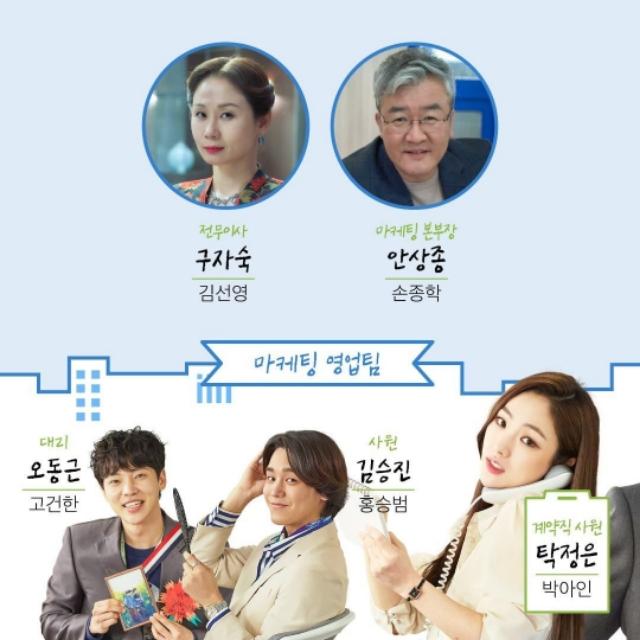 전무이사
구자숙
김선영
마케팅 본부장
안상종
손종학
마케팅 영업팀
대리
오동근
고건한
사원
김승진
홍승범
계약직 사원
탁정은
박아인